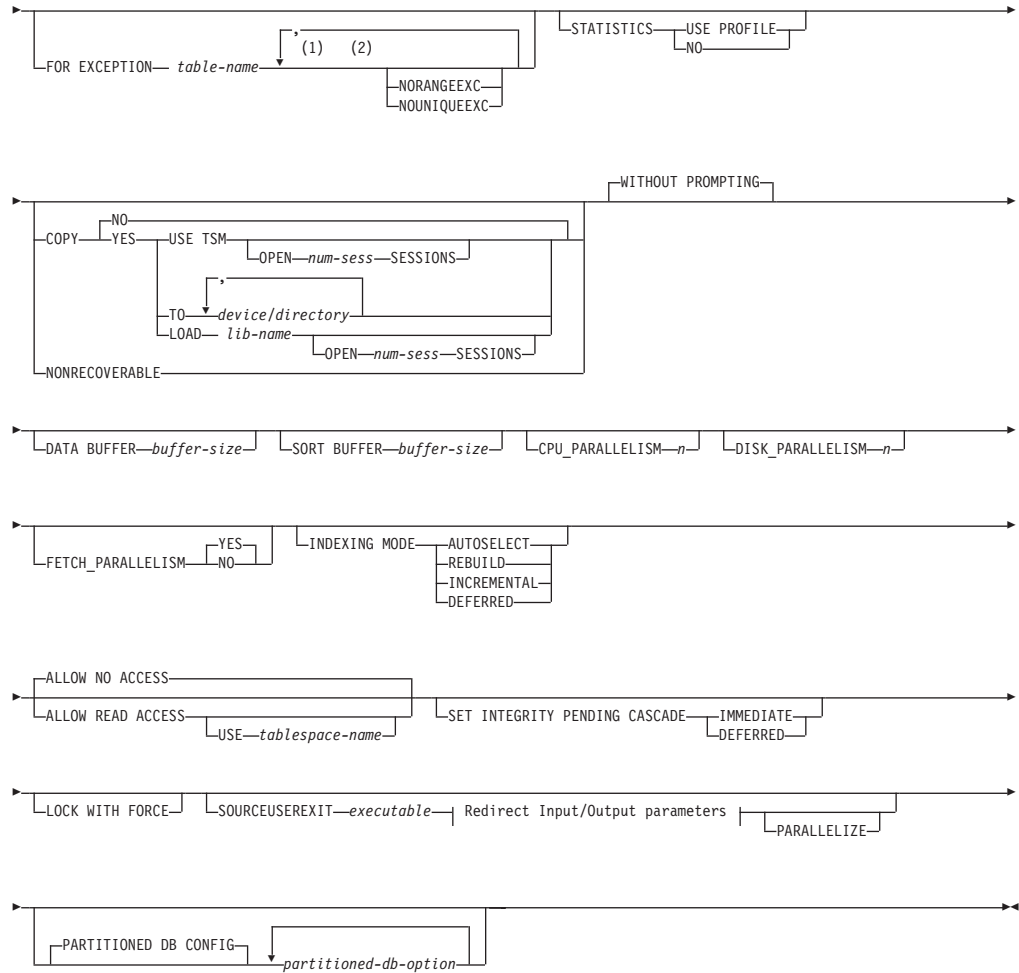 ,
STATISTICS USE PROFILE
(1) (2) NO
FOR EXCEPTION table-name
NORANGEEXC
NOUNIQUEEXC
WITHOUT PROMPTING
NO
COPY YES USE TSM
OPEN num-sess SESSIONS
,
TO device/directory
LOAD lib-name
OPEN num-sess SESSIONS
NONRECOVERABLE
DATA BUFFER buffer-size SORT BUFFER buffer-size CPU_PARALLELISM n DISK_PARALLELISM n
YES INDEXING MODE AUTOSELECT
FETCH_PARALLELISM NO REBUILD
INCREMENTAL
DEFERRED
ALLOW NO ACCESS
ALLOW READ ACCESS SET INTEGRITY PENDING CASCADE IMMEDIATE
USE tablespace-name DEFERRED
LOCK WITH FORCE SOURCEUSEREXIT executable Redirect Input/Output parameters
PARALLELIZE
PARTITIONED DB CONFIG
partitioned-db-option